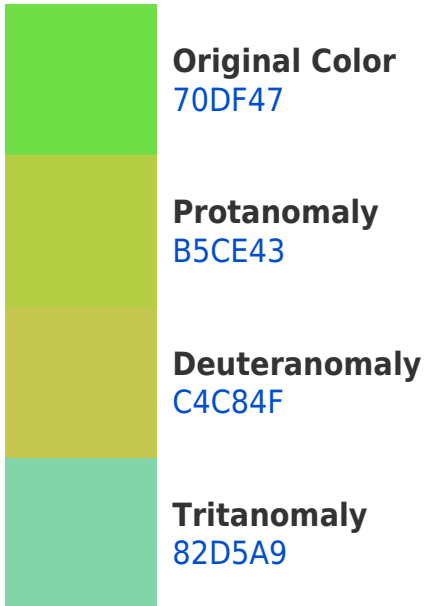 Original Color
70DF47
Protanomaly
B5CE43
Deuteranomaly
C4C84F
Tritanomaly
82D5A9